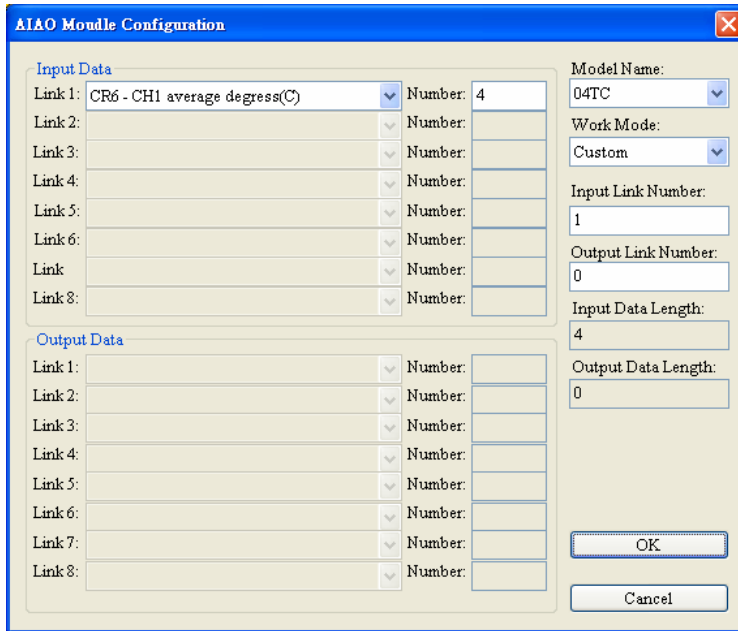 AIAO Moudle Configuration
Input Data
Link 1: CR6 - CH1 average degress(C) Number: 4
Link 2: Number:
Link 3: Number:
Link 4: Number:
Link 5: Number:
Link 6: Number:
Link Number:
Link 8: Number:
Output Data
Link 1: Number:
Link 2: Number:
Link 3: Number:
Link 4: Number:
Link 5: Number:
Link 6: Number:
Link 7: Number:
Link 8: Number:
Model Name:
04TC
Work Mode:
Custom
Input Link Number:
1
Output Link Number:
0
Input Data Length:
4
Output Data Length:
0
OK
Cancel